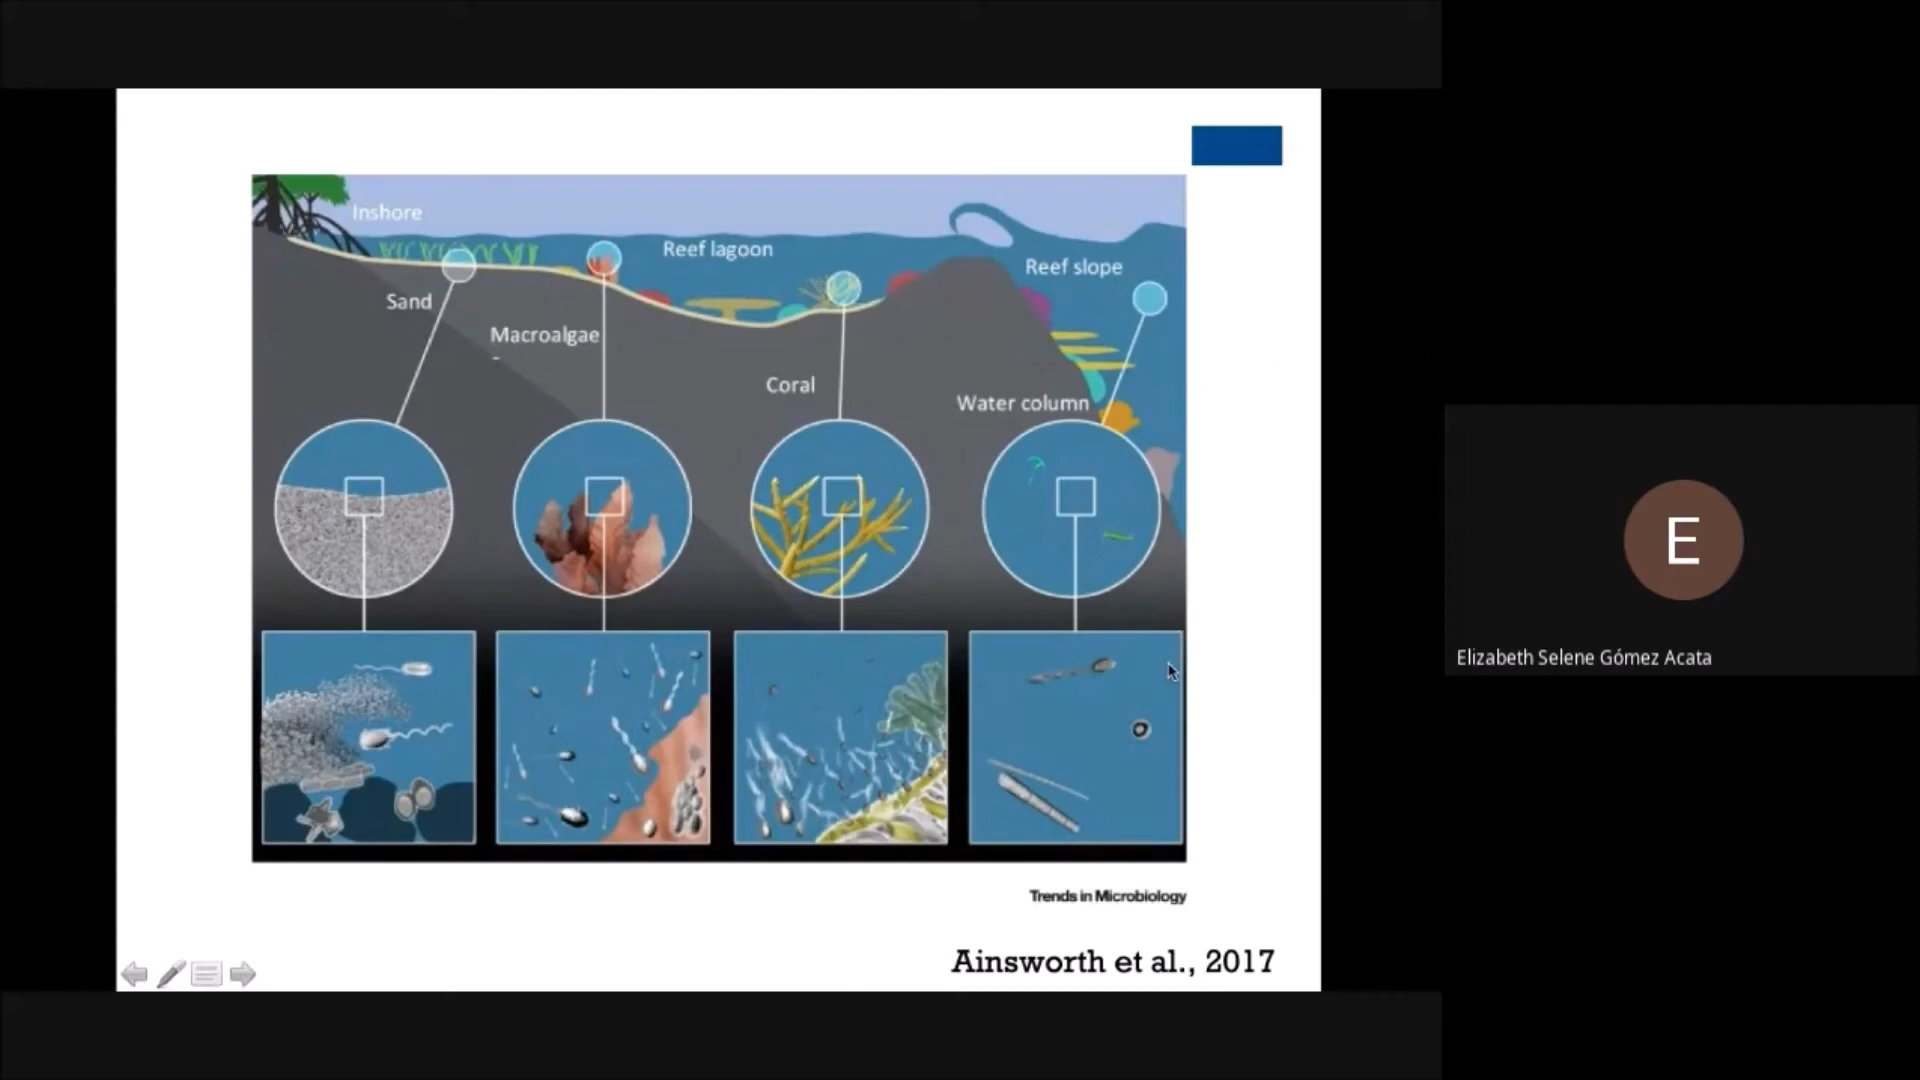 Inshore
Reef lagoon
Reef slope
Sand
Macroalgae
Coral
Water column
Trends in Microbiology
Ainsworth et al., 2017
E
Elizabeth Selene Gómez Acata